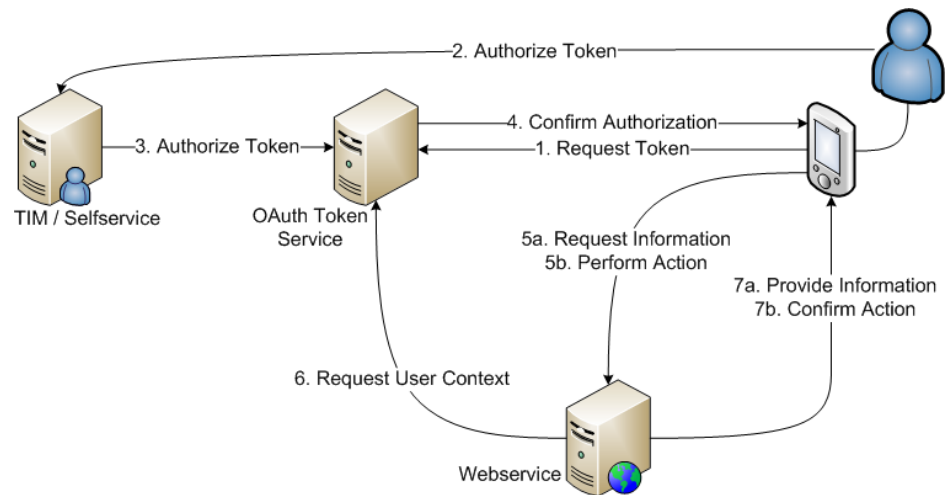 2. Authorize Token
4. Confirm Authorization
3. Authorize Token
1. Request Token
TIM / Selfservice
OAuth Token
Service
5a. Request Information
5b. Perform Action
7a. Provide Information
7b. Confirm Action
6. Request User Context
Webservice